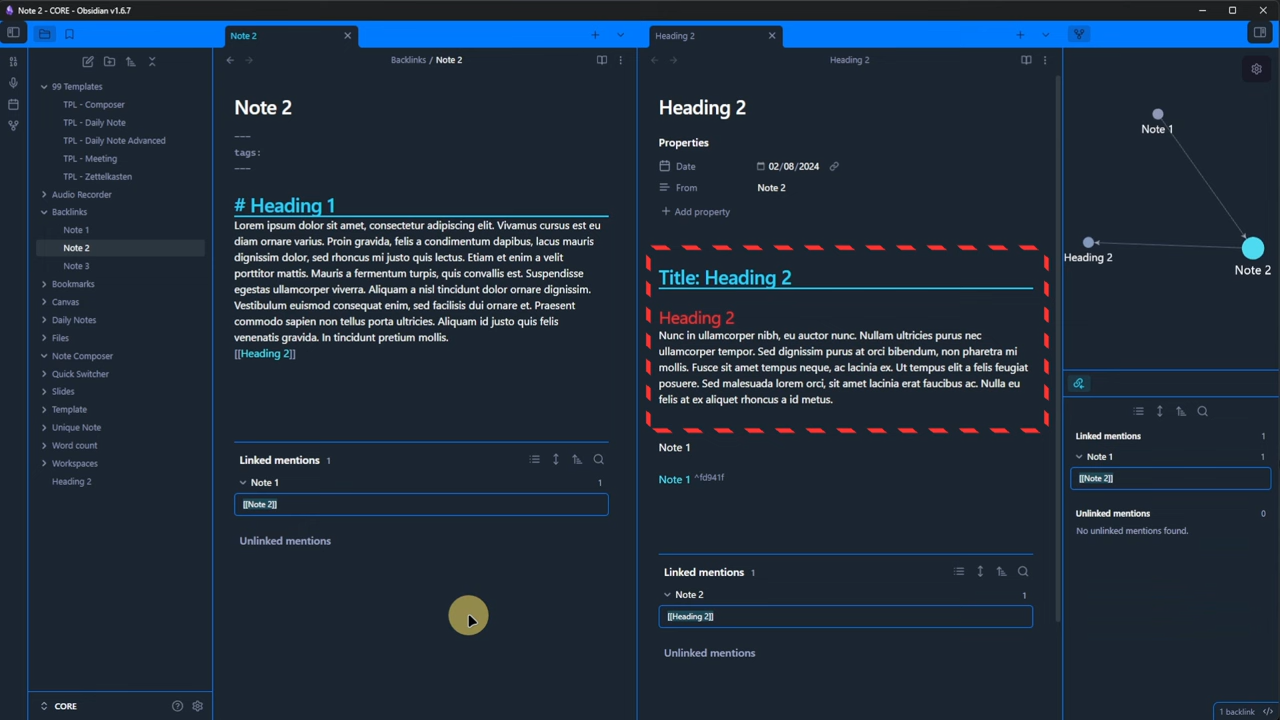 Note 2 - CORE - Obsidian v1.6.7
Note 2
Heading 2
99 Templates
TPL - Composer
TPL - Daily Note
TPL - Daily Note Advanced
TPL - Meeting
TPL - Zettelkasten
Audio Recorder
Backlinks
Note 1
Note 2
Note 3
Bookmarks
Canvas
Daily Notes
Files
Note Composer
Quick Switcher
Slides
Template
Unique Note
Word count
Workspaces
Heading 2
CORE
Backlinks / Note 2
Note 2
---
tags:
---
# Heading 1
Lorem ipsum dolor sit amet, consectetur adipiscing elit. Vivamus cursus est eu
diam ornare varius. Proin gravida, felis a condimentum dapibus, lacus mauris
dignissim dolor, sed rhoncus mi justo quis lectus. Etiam et enim a velit
porttitor mattis. Mauris a fermentum turpis, quis convallis est. Suspendisse
egestas ullamcorper viverra. Aliquam a nisl tincidunt dolor ornare dignissim.
Vestibulum euismod consequat enim, sed facilisis dui ornare et. Praesent
commodo sapien non tellus porta ultricies. Aliquam id justo quis felis
venenatis gravida. In tincidunt pretium mollis.
[[Heading 2]]
Linked mentions 1
Note 1 1
[[Note 2]]
Unlinked mentions
Heading 2
Heading 2
Properties
Date 02/08/2024
From Note 2
+ Add property
Title: Heading 2
Heading 2
Nunc in ullamcorper nibh, eu auctor nunc. Nullam ultricies purus nec
ullamcorper tempor. Sed dignissim purus at orci bibendum, non pharetra mi
mollis. Fusce sit amet tempus neque, ac lacinia ex. Ut tempus elit a felis feugiat
posuere. Sed malesuada lorem orci, sit amet lacinia erat faucibus ac. Nulla eu
felis at ex aliquet rhoncus a id metus.
Note 1
Note 1 ^fd941f
Linked mentions 1
Note 2 1
[[Heading 2]]
Unlinked mentions
Note 1
Heading 2
Note 2
Linked mentions 1
Note 1 1
[[Note 2]]
Unlinked mentions 0
No unlinked mentions found.
1 backlink